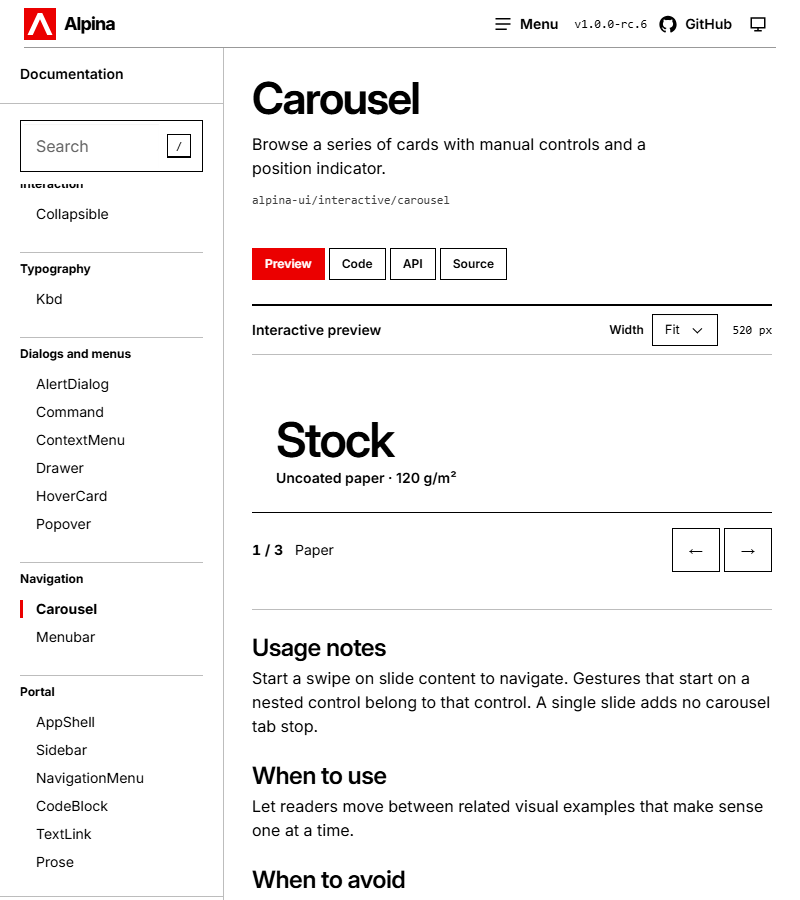 Alpina
Menu
v1.0.0-rc.6
GitHub
Documentation
Search
/
Interaction
Collapsible
Typography
Kbd
Dialogs and menus
AlertDialog
Command
ContextMenu
Drawer
HoverCard
Popover
Navigation
Carousel
Menubar
Portal
AppShell
Sidebar
NavigationMenu
CodeBlock
TextLink
Prose
Carousel
Browse a series of cards with manual controls and a
position indicator.
alpina-ui/interactive/carousel
Preview
Code
API
Source
Interactive preview
Width
Fit
520 px
Stock
Uncoated paper · 120 g/m²
1 / 3 Paper
← →
Usage notes
Start a swipe on slide content to navigate. Gestures that start on a
nested control belong to that control. A single slide adds no carousel
tab stop.
When to use
Let readers move between related visual examples that make sense
one at a time.
When to avoid